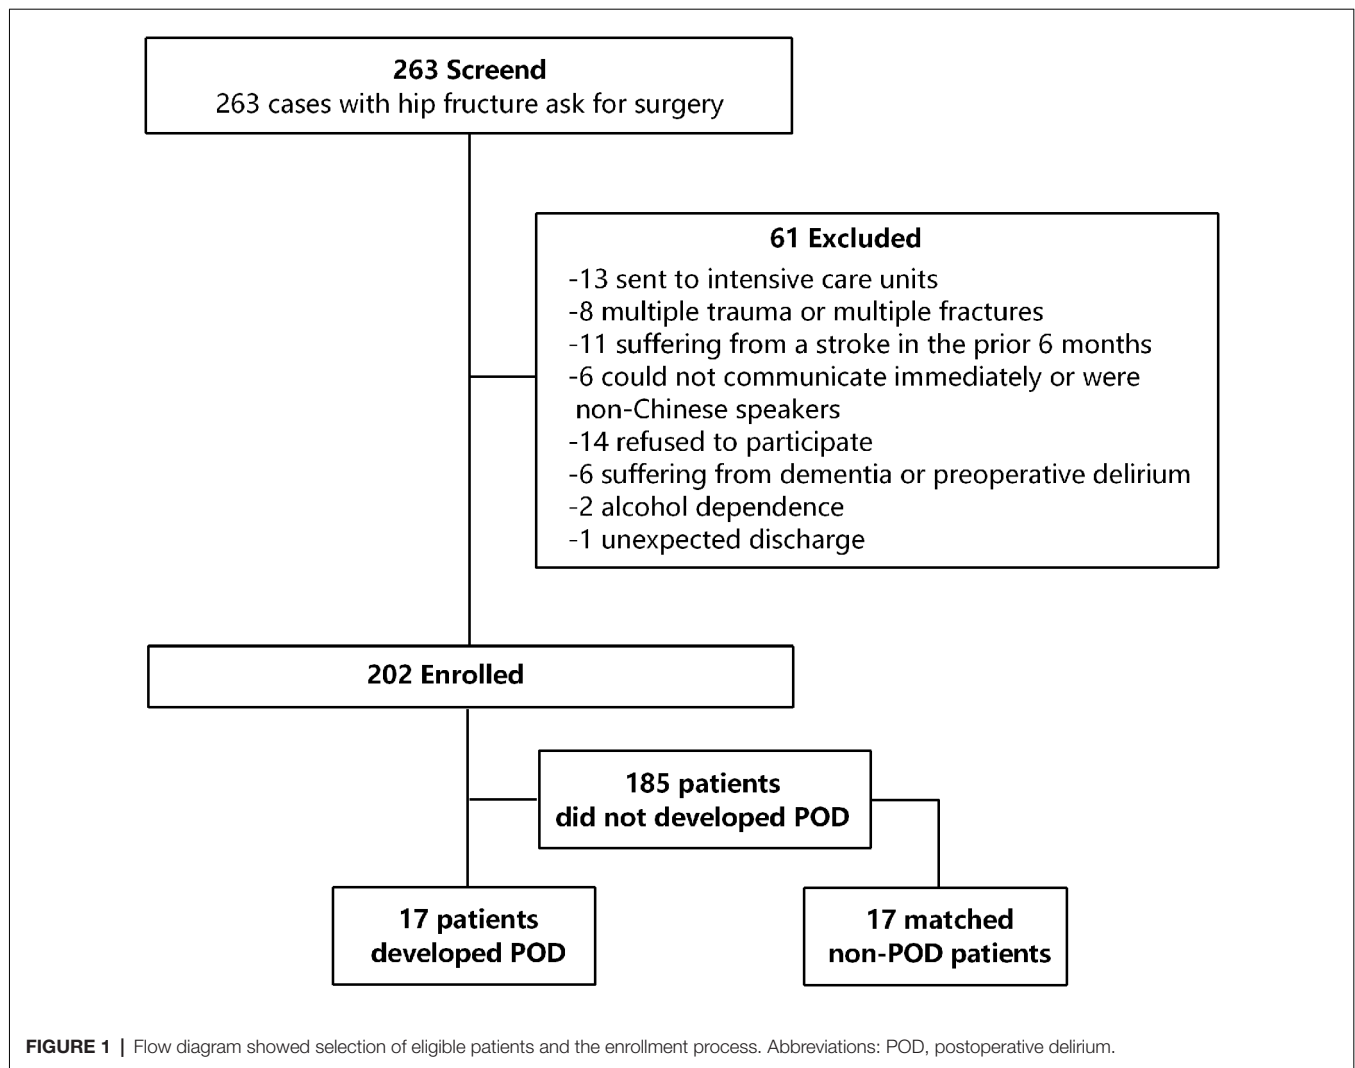 263 Screend
263 cases with hip fructure ask for surgery
61 Excluded
-13 sent to intensive care units
-8 multiple trauma or multiple fractures
-11 suffering from a stroke in the prior 6 months
-6 could not communicate immediately or were
non-Chinese speakers
-14 refused to participate
-6 suffering from dementia or preoperative delirium
-2 alcohol dependence
-1 unexpected discharge
202 Enrolled
185 patients
did not developed POD
17 patients
developed POD
17 matched
non-POD patients
FIGURE 1 | Flow diagram showed selection of eligible patients and the enrollment process. Abbreviations: POD, postoperative delirium.